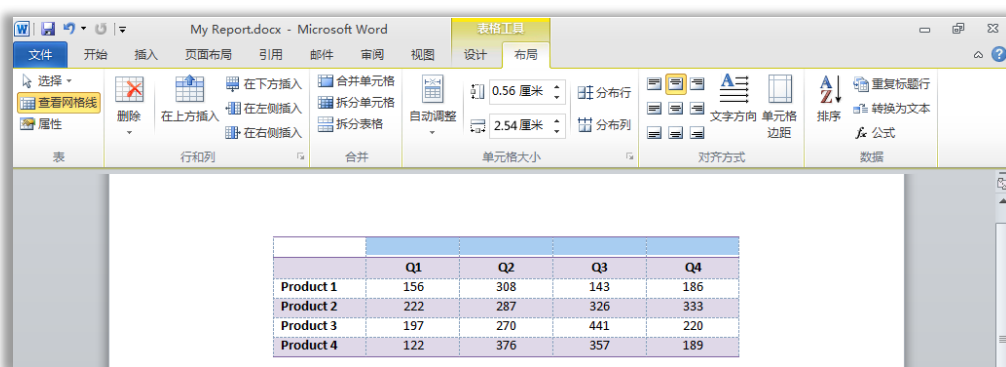 My Report.docx - Microsoft Word 表格工具
文件 开始 插入 页面布局 引用 邮件 审阅 视图 设计 布局
选择
查看网格线
属性
表
删除
在上方插入
在下方插入
在左侧插入
在右侧插入
行和列
合并单元格
拆分单元格
拆分表格
合并
自动调整
0.56 厘米
2.54 厘米
分布行
分布列
单元格大小
文字方向
单元格
边距
对齐方式
排序
重复标题行
转换为文本
公式
数据
Q1 Q2 Q3 Q4
Product 1 156 308 143 186
Product 2 222 287 326 333
Product 3 197 270 441 220
Product 4 122 376 357 189